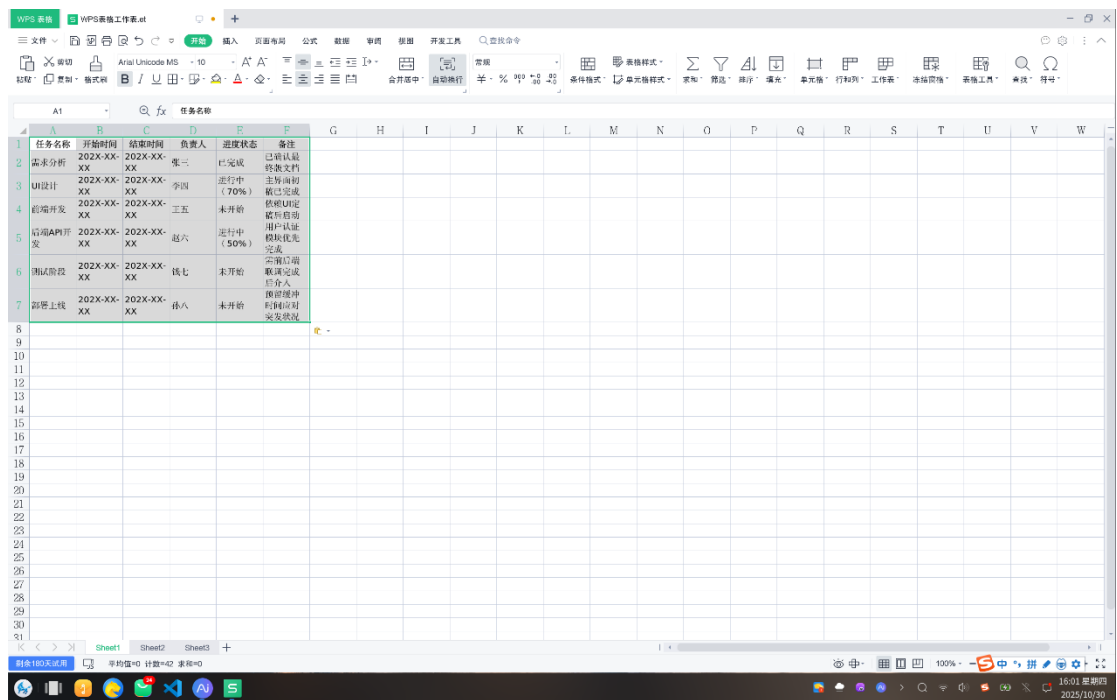 WPS 表格 WPS表格工作表.et
文件 开始 插入 页面布局 公式 数据 审阅 视图 开发工具 查找命令
剪切 Arial Unicode MS 10 常规 表格样式
粘贴 复制 格式刷 B I U A 合并居中 自动换行 条件格式 单元格样式 求和 筛选 排序 填充 单元格 行和列 工作表 冻结窗格 表格工具 查找 符号
A1 fx 任务名称
A B C D E F G H I J K L M N O P Q R S T U V W
1 任务名称 开始时间 结束时间 负责人 进度状态 备注
2 需求分析 202X-XX-XX 202X-XX-XX 张三 已完成 已确认最终版文档
3 UI设计 202X-XX-XX 202X-XX-XX 李四 进行中（70%） 主界面初稿已完成
4 前端开发 202X-XX-XX 202X-XX-XX 王五 未开始 依赖UI定稿后启动
5 后端API开发 202X-XX-XX 202X-XX-XX 赵六 进行中（50%） 用户认证模块优先完成
6 测试阶段 202X-XX-XX 202X-XX-XX 钱七 未开始 需前后端联调完成后介入
7 部署上线 202X-XX-XX 202X-XX-XX 孙八 未开始 预留缓冲时间应对突发状况
8
9
10
11
12
13
14
15
16
17
18
19
20
21
22
23
24
25
26
27
28
29
30
31
Sheet1 Sheet2 Sheet3
剩余180天试用 平均值=0 计数=42 求和=0 100% 中 拼
16:01 星期四
2025/10/30